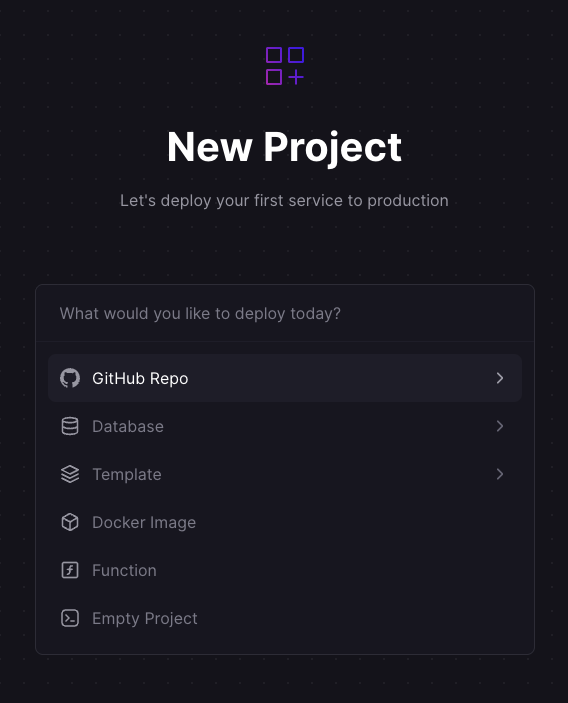 New Project
Let's deploy your first service to production
What would you like to deploy today?
GitHub Repo
Database
Template
Docker Image
Function
Empty Project